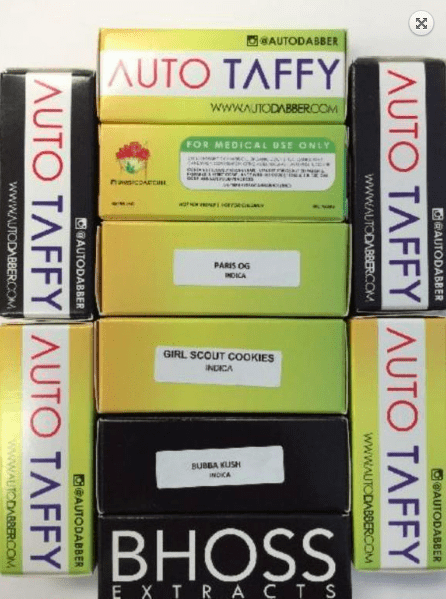 @AUTODABBER
AUTO TAFFY
WWW.AUTODABBER.COM
AUTO TAFFY
@AUTODABBER
WWW.AUTODABBER.COM
AUTO TAFFY
@AUTODABBER
WWW.AUTODABBER.COM
FOR MEDICAL USE ONLY
PARIS OG
INDICA
GIRL SCOUT COOKIES
INDICA
AUTO TAFFY
@AUTODABBER
WWW.AUTODABBER.COM
AUTO TAFFY
@AUTODABBER
WWW.AUTODABBER.COM
BUBBA KUSH
INDICA
BHOSS
EXTRACTS